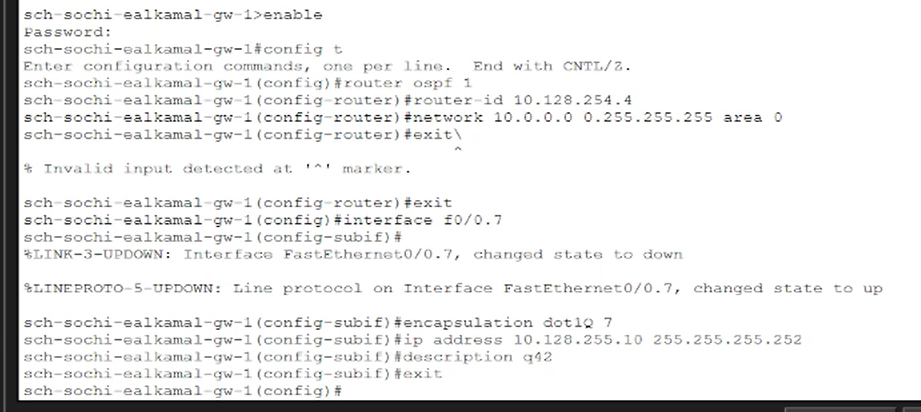 sch-sochi-ealkamal-gw-1>enable
Password:
sch-sochi-ealkamal-gw-1#config t
Enter configuration commands, one per line.  End with CNTL/Z.
sch-sochi-ealkamal-gw-1(config)#router ospf 1
sch-sochi-ealkamal-gw-1(config-router)#router-id 10.128.254.4
sch-sochi-ealkamal-gw-1(config-router)#network 10.0.0.0 0.255.255.255 area 0
sch-sochi-ealkamal-gw-1(config-router)#exit\
^
% Invalid input detected at '^' marker.
sch-sochi-ealkamal-gw-1(config-router)#exit
sch-sochi-ealkamal-gw-1(config)#interface f0/0.7
sch-sochi-ealkamal-gw-1(config-subif)#
%LINK-3-UPDOWN: Interface FastEthernet0/0.7, changed state to down
%LINEPROTO-5-UPDOWN: Line protocol on Interface FastEthernet0/0.7, changed state to up
sch-sochi-ealkamal-gw-1(config-subif)#encapsulation dot1Q 7
sch-sochi-ealkamal-gw-1(config-subif)#ip address 10.128.255.10 255.255.255.252
sch-sochi-ealkamal-gw-1(config-subif)#description q42
sch-sochi-ealkamal-gw-1(config-subif)#exit
sch-sochi-ealkamal-gw-1(config)#